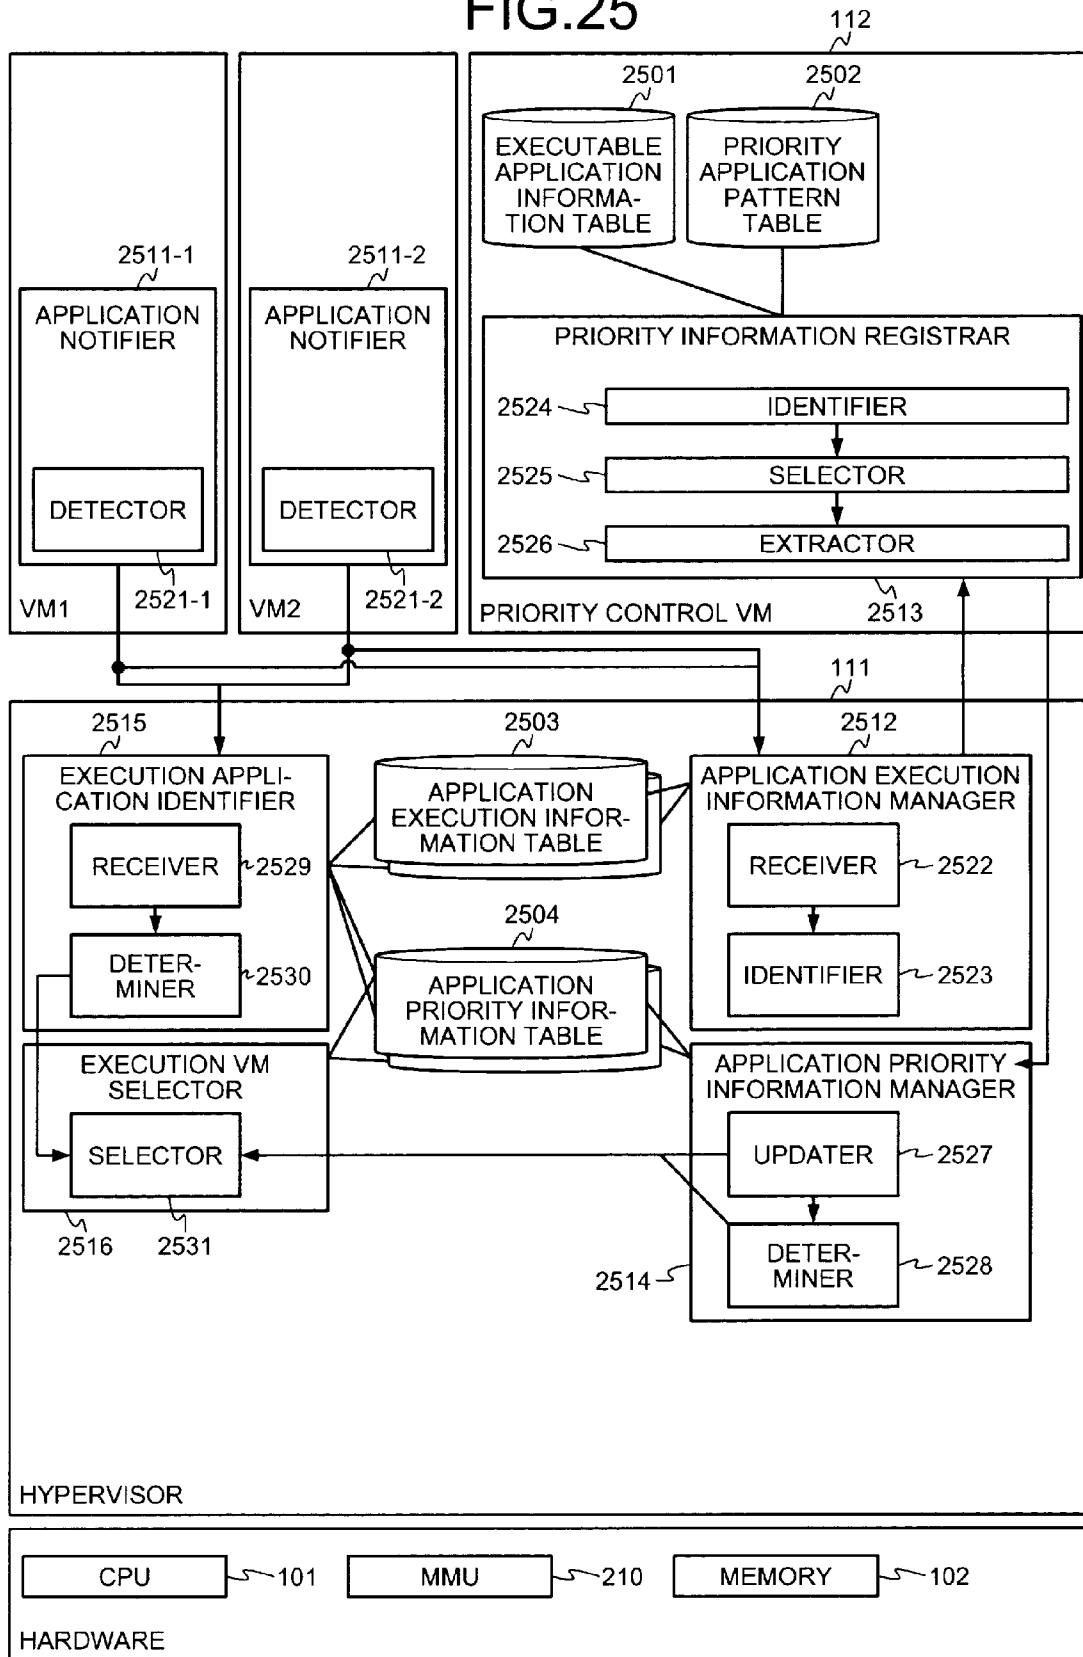 FIG.25
112
2501
2502
EXECUTABLE
APPLICATION
INFORMA-
TION TABLE
PRIORITY
APPLICATION
PATTERN
TABLE
2511-1
2511-2
APPLICATION
NOTIFIER
APPLICATION
NOTIFIER
PRIORITY INFORMATION REGISTRAR
2524
IDENTIFIER
2525
SELECTOR
2526
EXTRACTOR
DETECTOR
DETECTOR
VM1
2521-1
VM2
2521-2
PRIORITY CONTROL VM
2513
111
2515
2503
2512
EXECUTION APPLI-
CATION IDENTIFIER
APPLICATION
EXECUTION INFOR-
MATION TABLE
APPLICATION EXECUTION
INFORMATION MANAGER
RECEIVER
2529
RECEIVER
2522
2504
DETER-
MINER
2530
APPLICATION
PRIORITY INFOR-
MATION TABLE
IDENTIFIER
2523
EXECUTION VM
SELECTOR
APPLICATION PRIORITY
INFORMATION MANAGER
SELECTOR
UPDATER
2527
2516
2531
2514
DETER-
MINER
2528
HYPERVISOR
CPU
101
MMU
210
MEMORY
102
HARDWARE